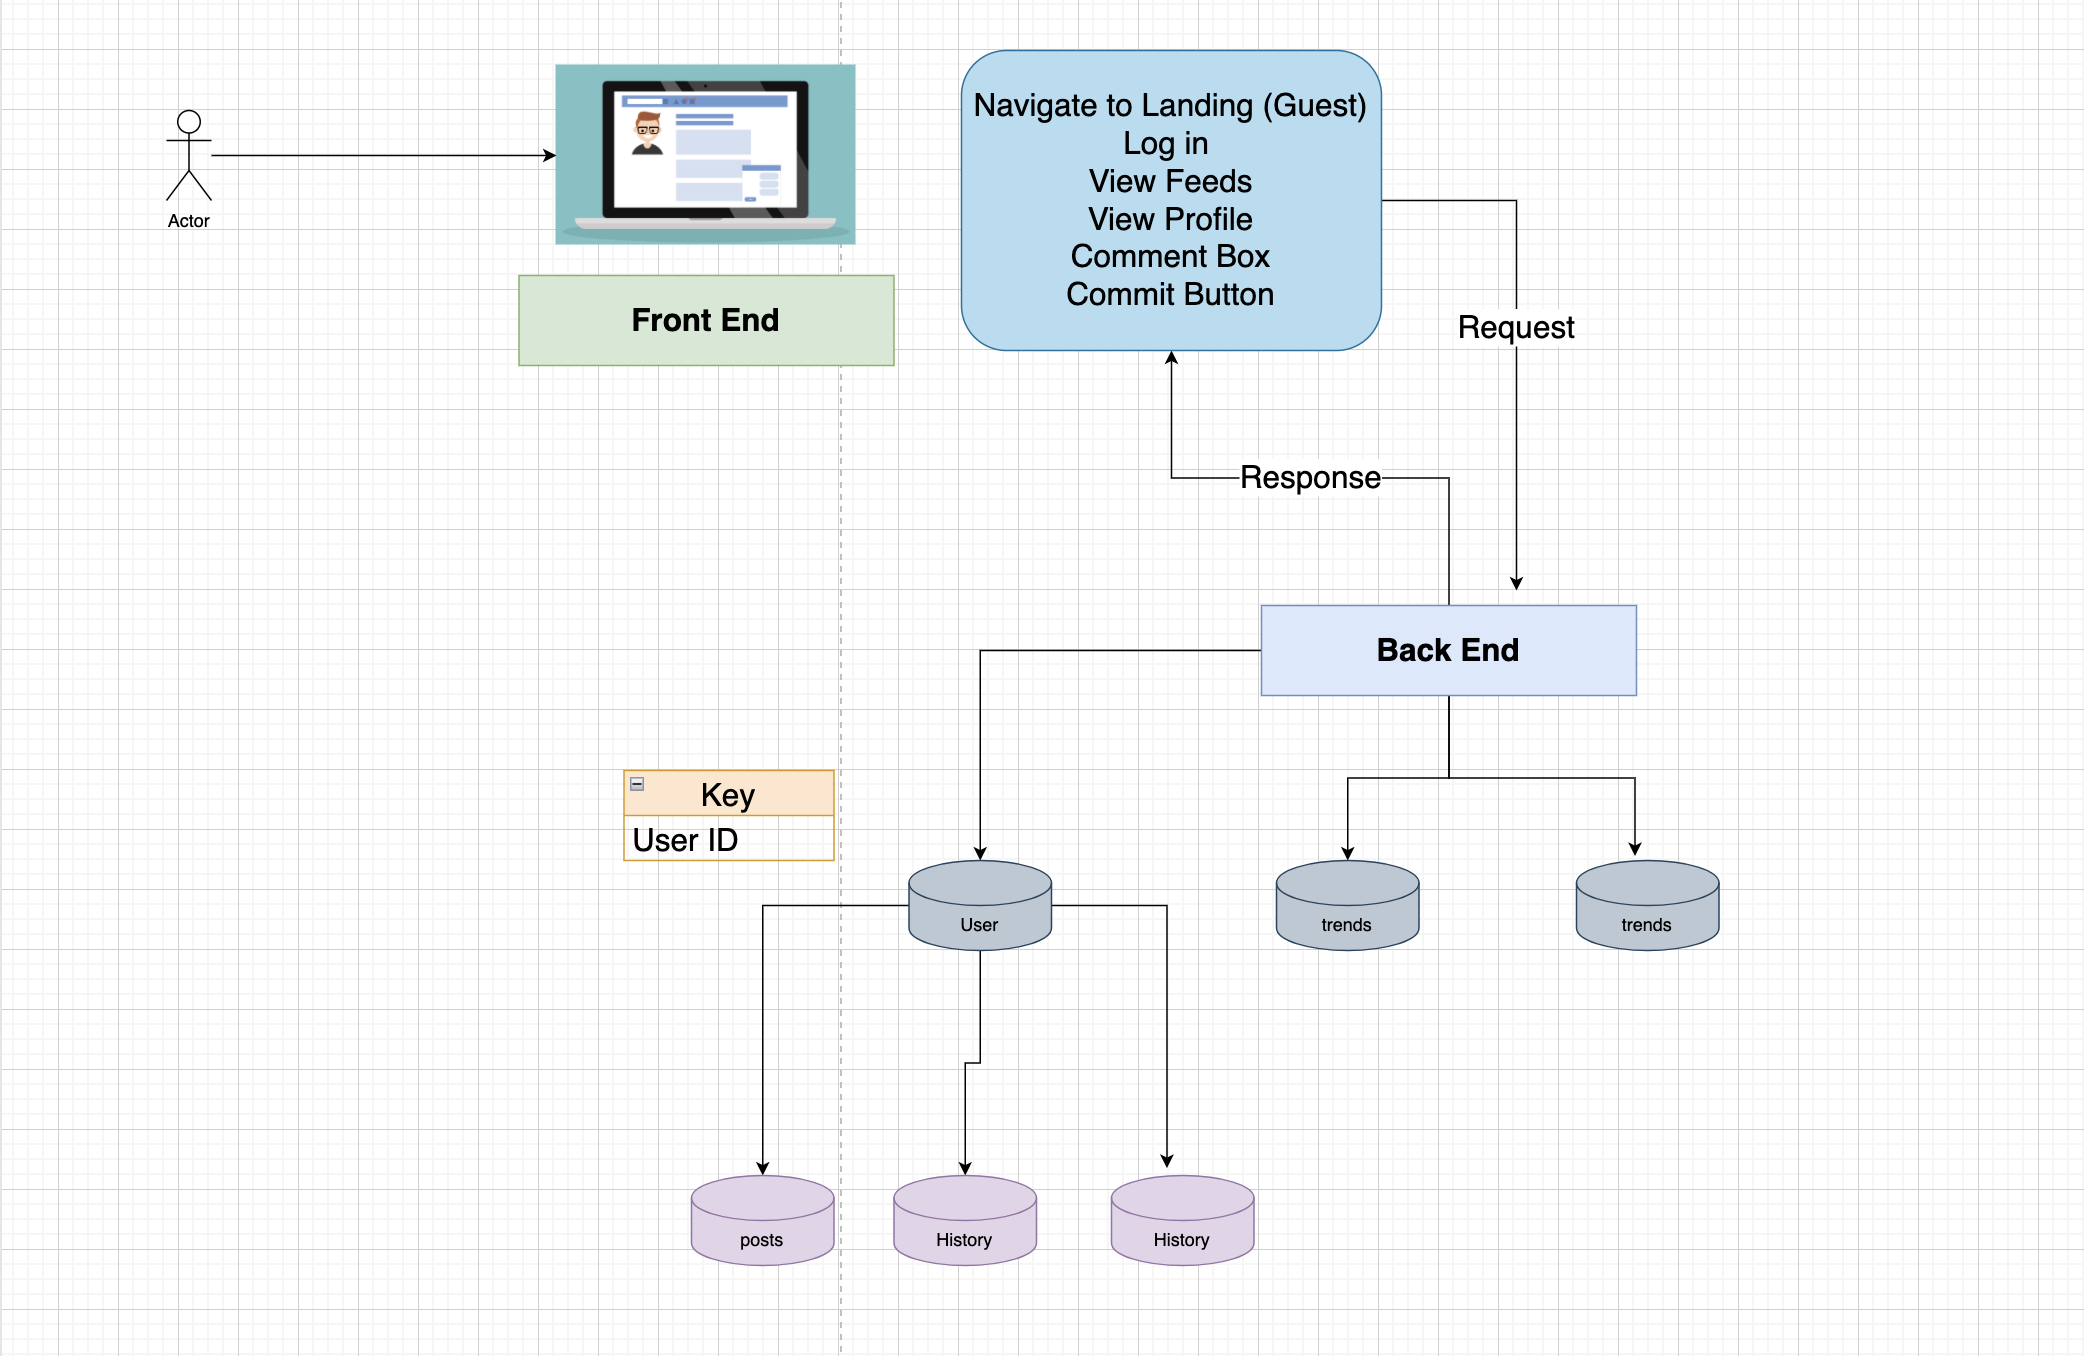 Actor
Front End
Navigate to Landing (Guest)
Log in
View Feeds
View Profile
Comment Box
Commit Button
Request
Response
Back End
Key
User ID
User
trends
trends
posts
History
History